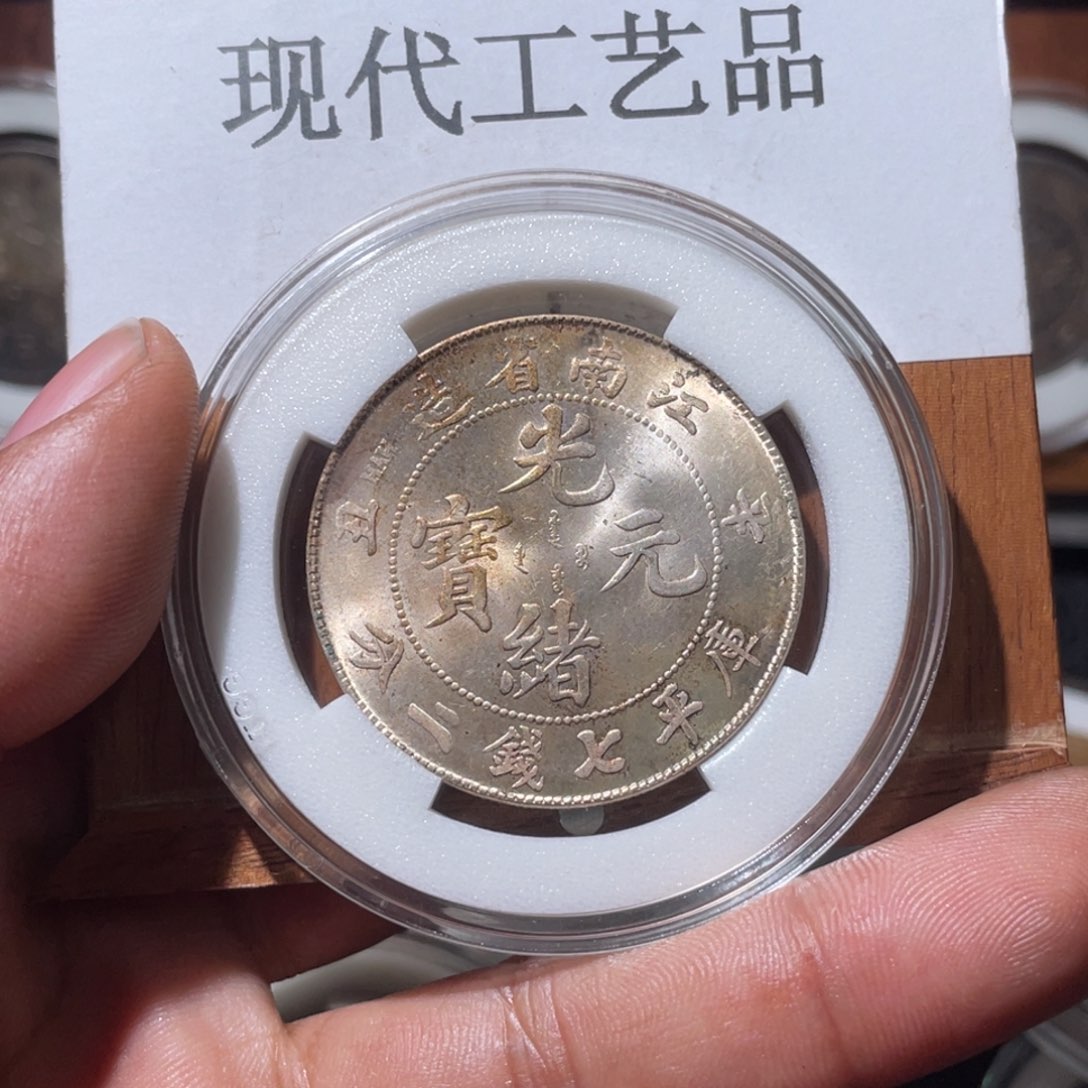 现代工艺品
江南省造
辛丑
光緒元寶
庫平七錢二分